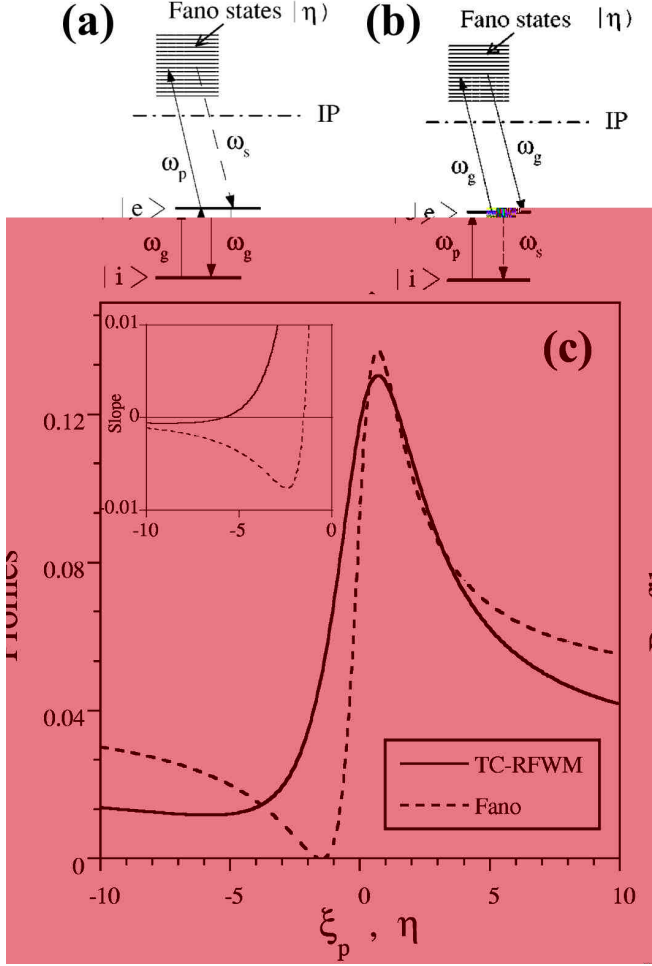 (a)
Fano states |η⟩
IP
ω_p
ω_s
|e>
ω_g
ω_g
|i>
(b)
Fano states |η⟩
IP
ω_g
ω_g
e
ω_p
ω_s
|i>
(c)
0.12
0.08
0.04
0
-10
-5
0
5
10
ξ_p , η
0.01
0
-0.01
Slope
-10
-5
0
TC-RFWM
Fano